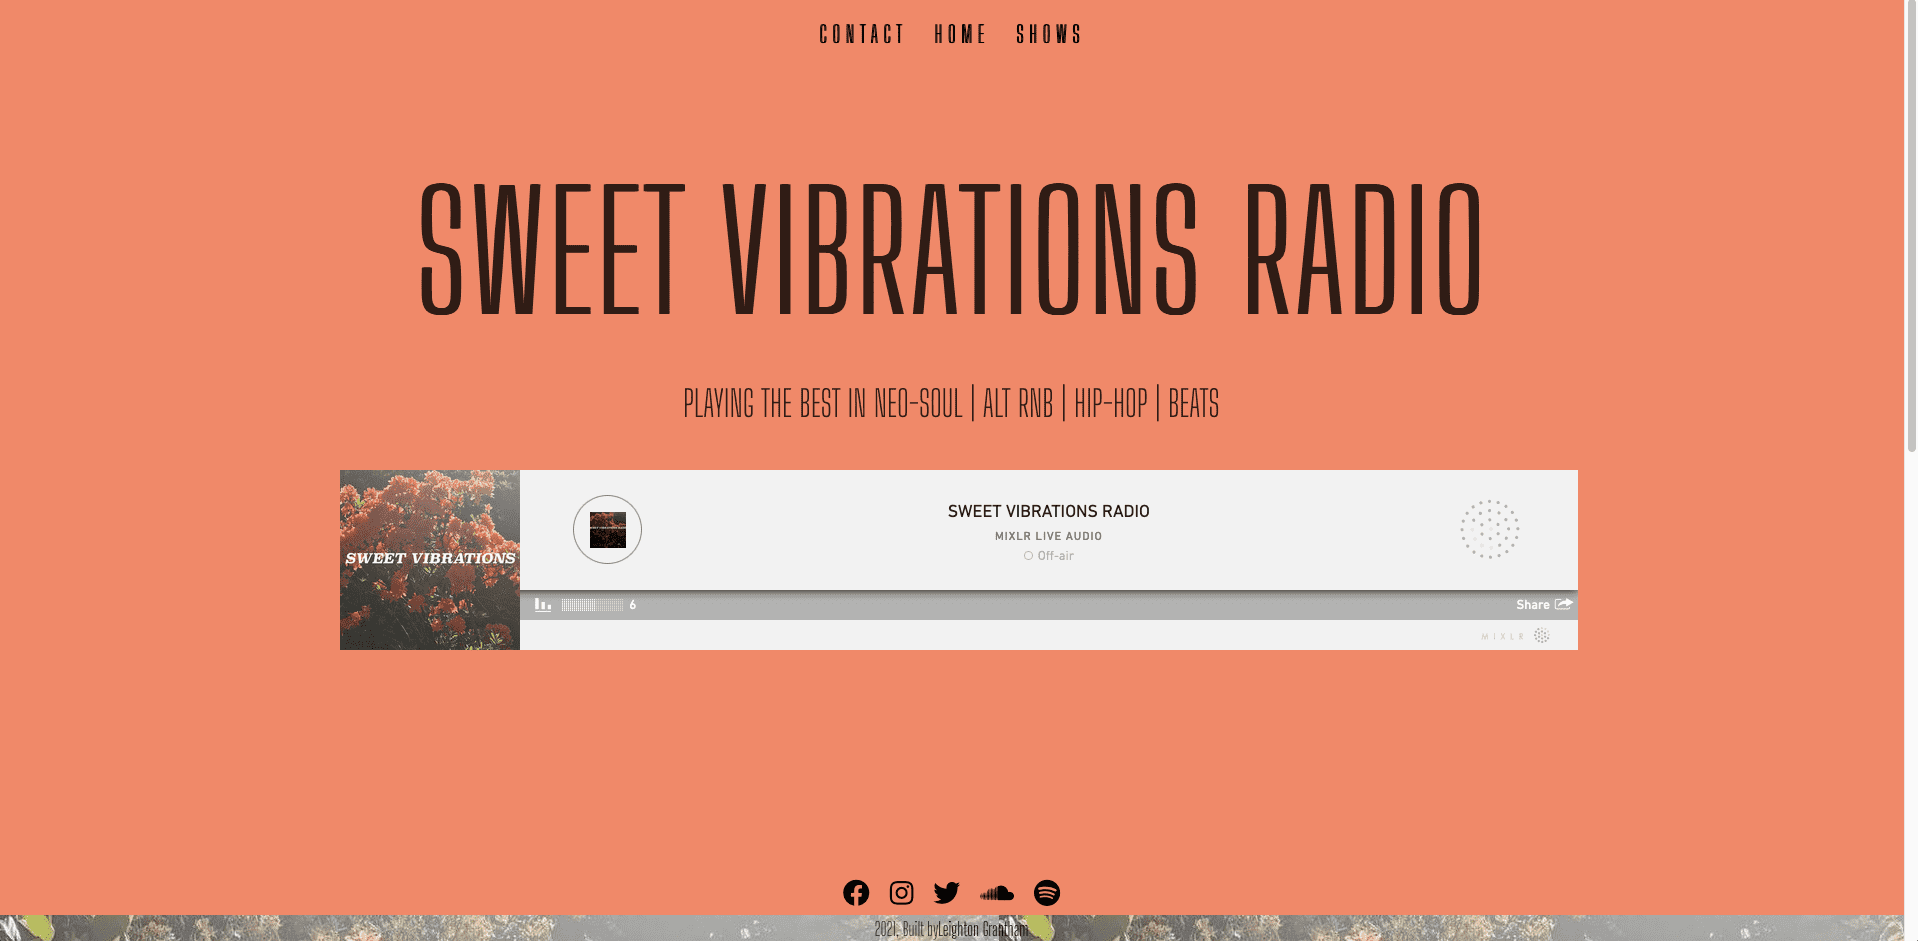 CONTACT HOME SHOWS
SWEET VIBRATIONS RADIO
PLAYING THE BEST IN NEO-SOUL | ALT RNB | HIP-HOP | BEATS
SWEET VIBRATIONS
SWEET VIBRATIONS RADIO
MIXLR LIVE AUDIO
Off-air
6
Share
MIXLR
2021, Built byLeighton Grantham